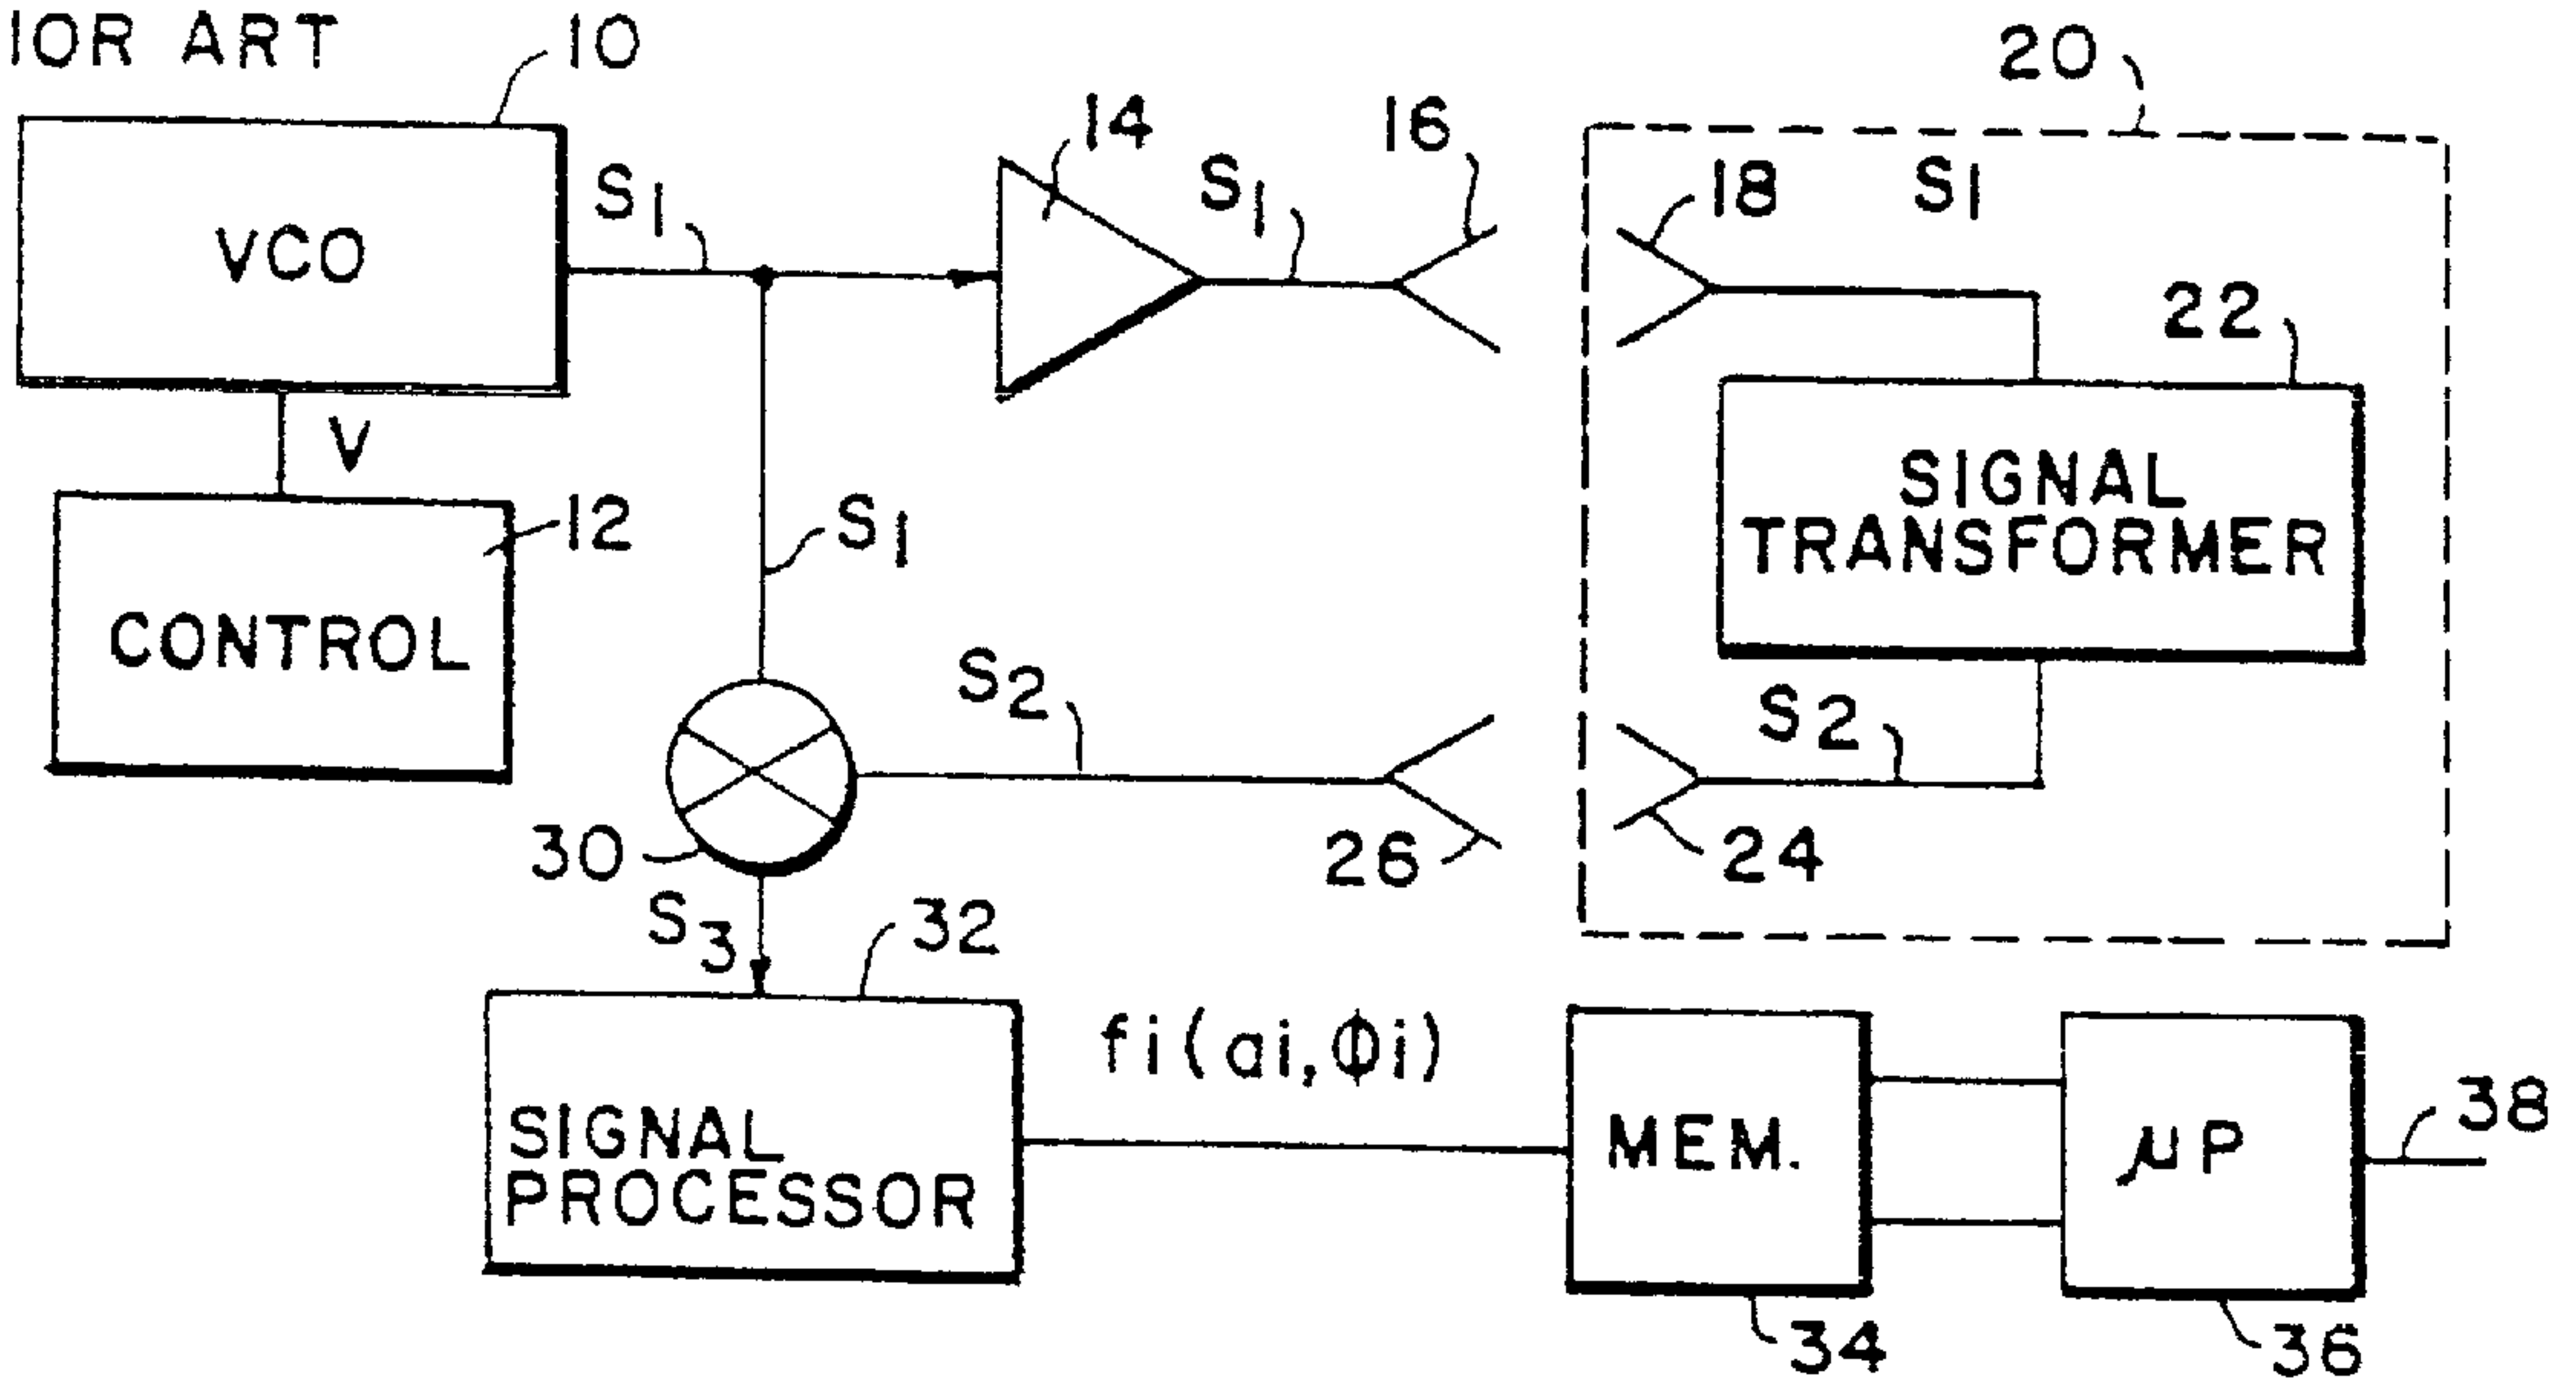 IOR ART
10
20
14
16
S1
S1
18
S1
VCO
22
V
12
S1
SIGNAL
TRANSFORMER
CONTROL
S2
S2
30
26
24
S3
32
fi(ai,Φi)
SIGNAL
PROCESSOR
MEM.
μP
38
34
36